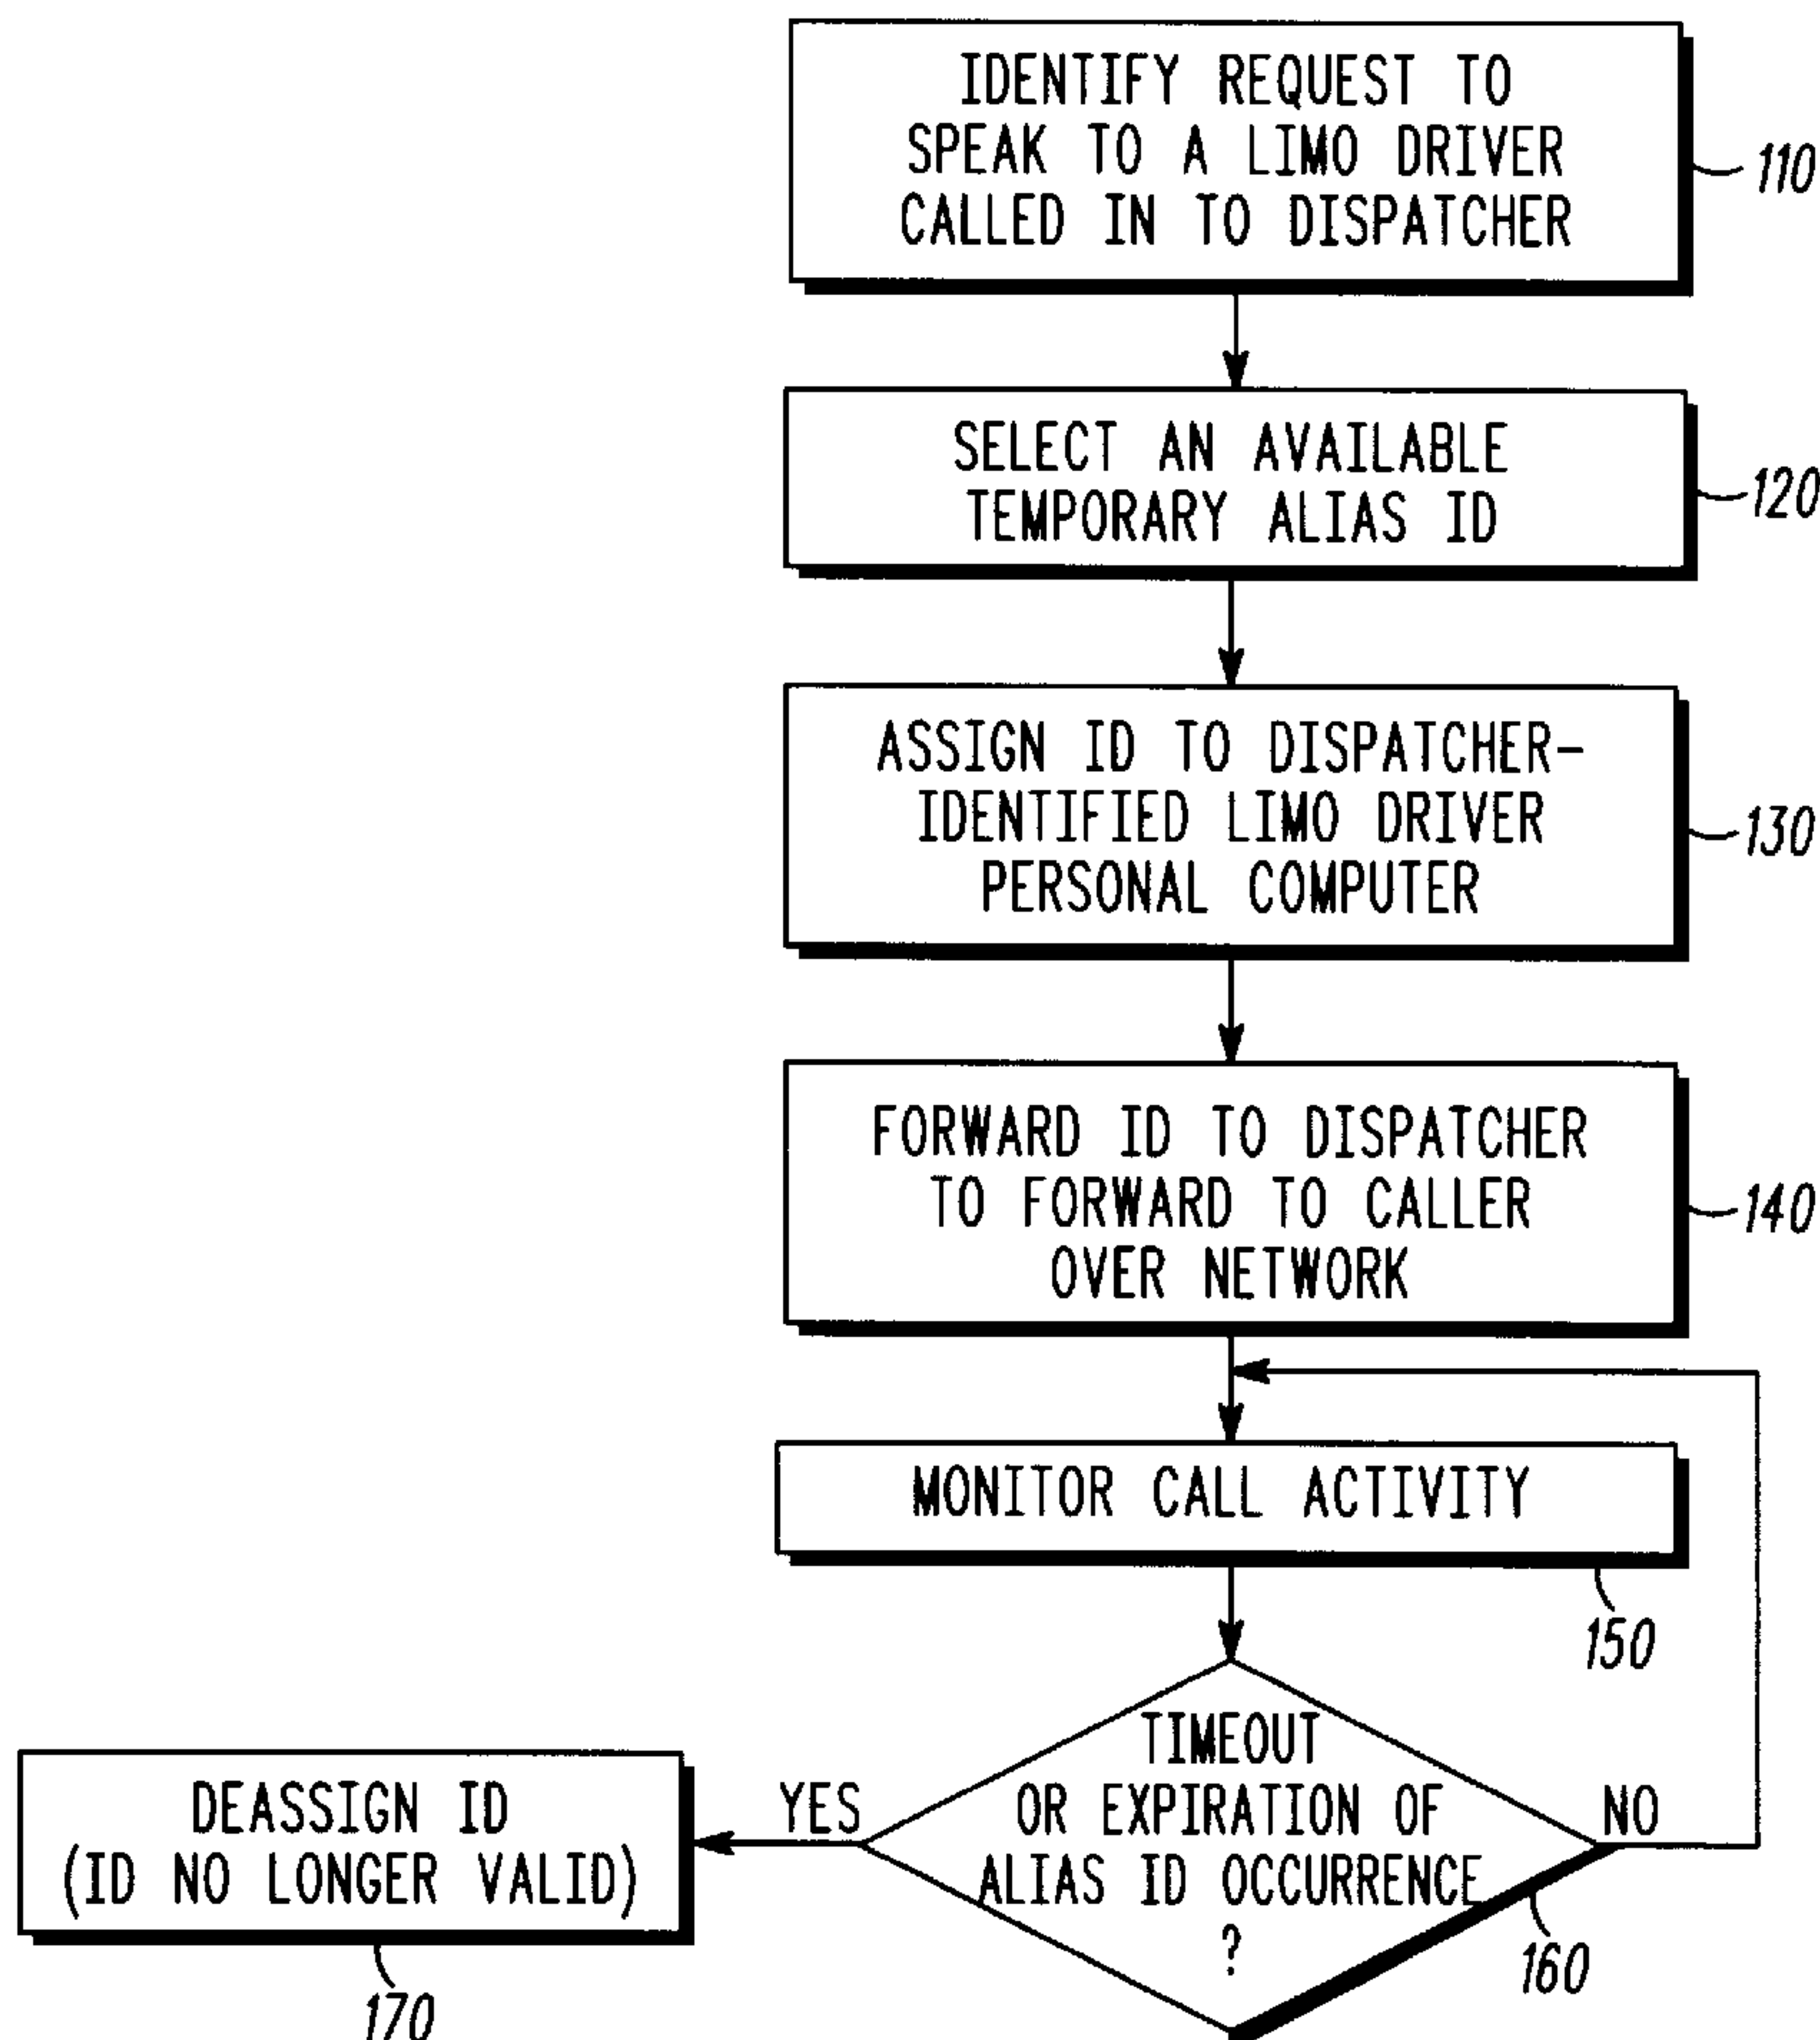 IDENTIFY REQUEST TO
SPEAK TO A LIMO DRIVER
CALLED IN TO DISPATCHER
110
SELECT AN AVAILABLE
TEMPORARY ALIAS ID
120
ASSIGN ID TO DISPATCHER-
IDENTIFIED LIMO DRIVER
PERSONAL COMPUTER
130
FORWARD ID TO DISPATCHER
TO FORWARD TO CALLER
OVER NETWORK
140
MONITOR CALL ACTIVITY
150
TIMEOUT
OR EXPIRATION OF
ALIAS ID OCCURRENCE
?
YES
NO
160
DEASSIGN ID
(ID NO LONGER VALID)
170